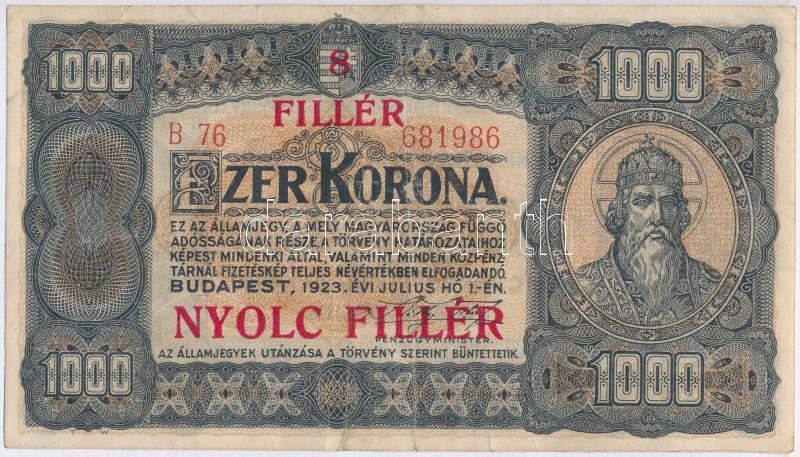 1000 8 1000
FILLÉR
B 76 681986
EZER KORONA.
EZ AZ ÁLLAMJEGY, A MELY MAGYARORSZÁG FÜGGŐ
ADÓSSÁGÁNAK RÉSZE, A TÖRVÉNY HATÁROZATAIHOZ
KÉPEST MINDENKI ÁLTAL, VALAMINT MINDEN KÖZPÉNZ-
TÁRNÁL FIZETÉSKÉP TELJES NÉVÉRTÉKBEN ELFOGADANDÓ.
BUDAPEST, 1923. ÉVI JULIUS HÓ 1.-ÉN.
NYOLC FILLÉR
PÉNZÜGYMINISTER.
AZ ÁLLAMJEGYEK UTÁNZÁSA A TÖRVÉNY SZERINT BÜNTETTETIK.
1000 1000
T W
darabanth